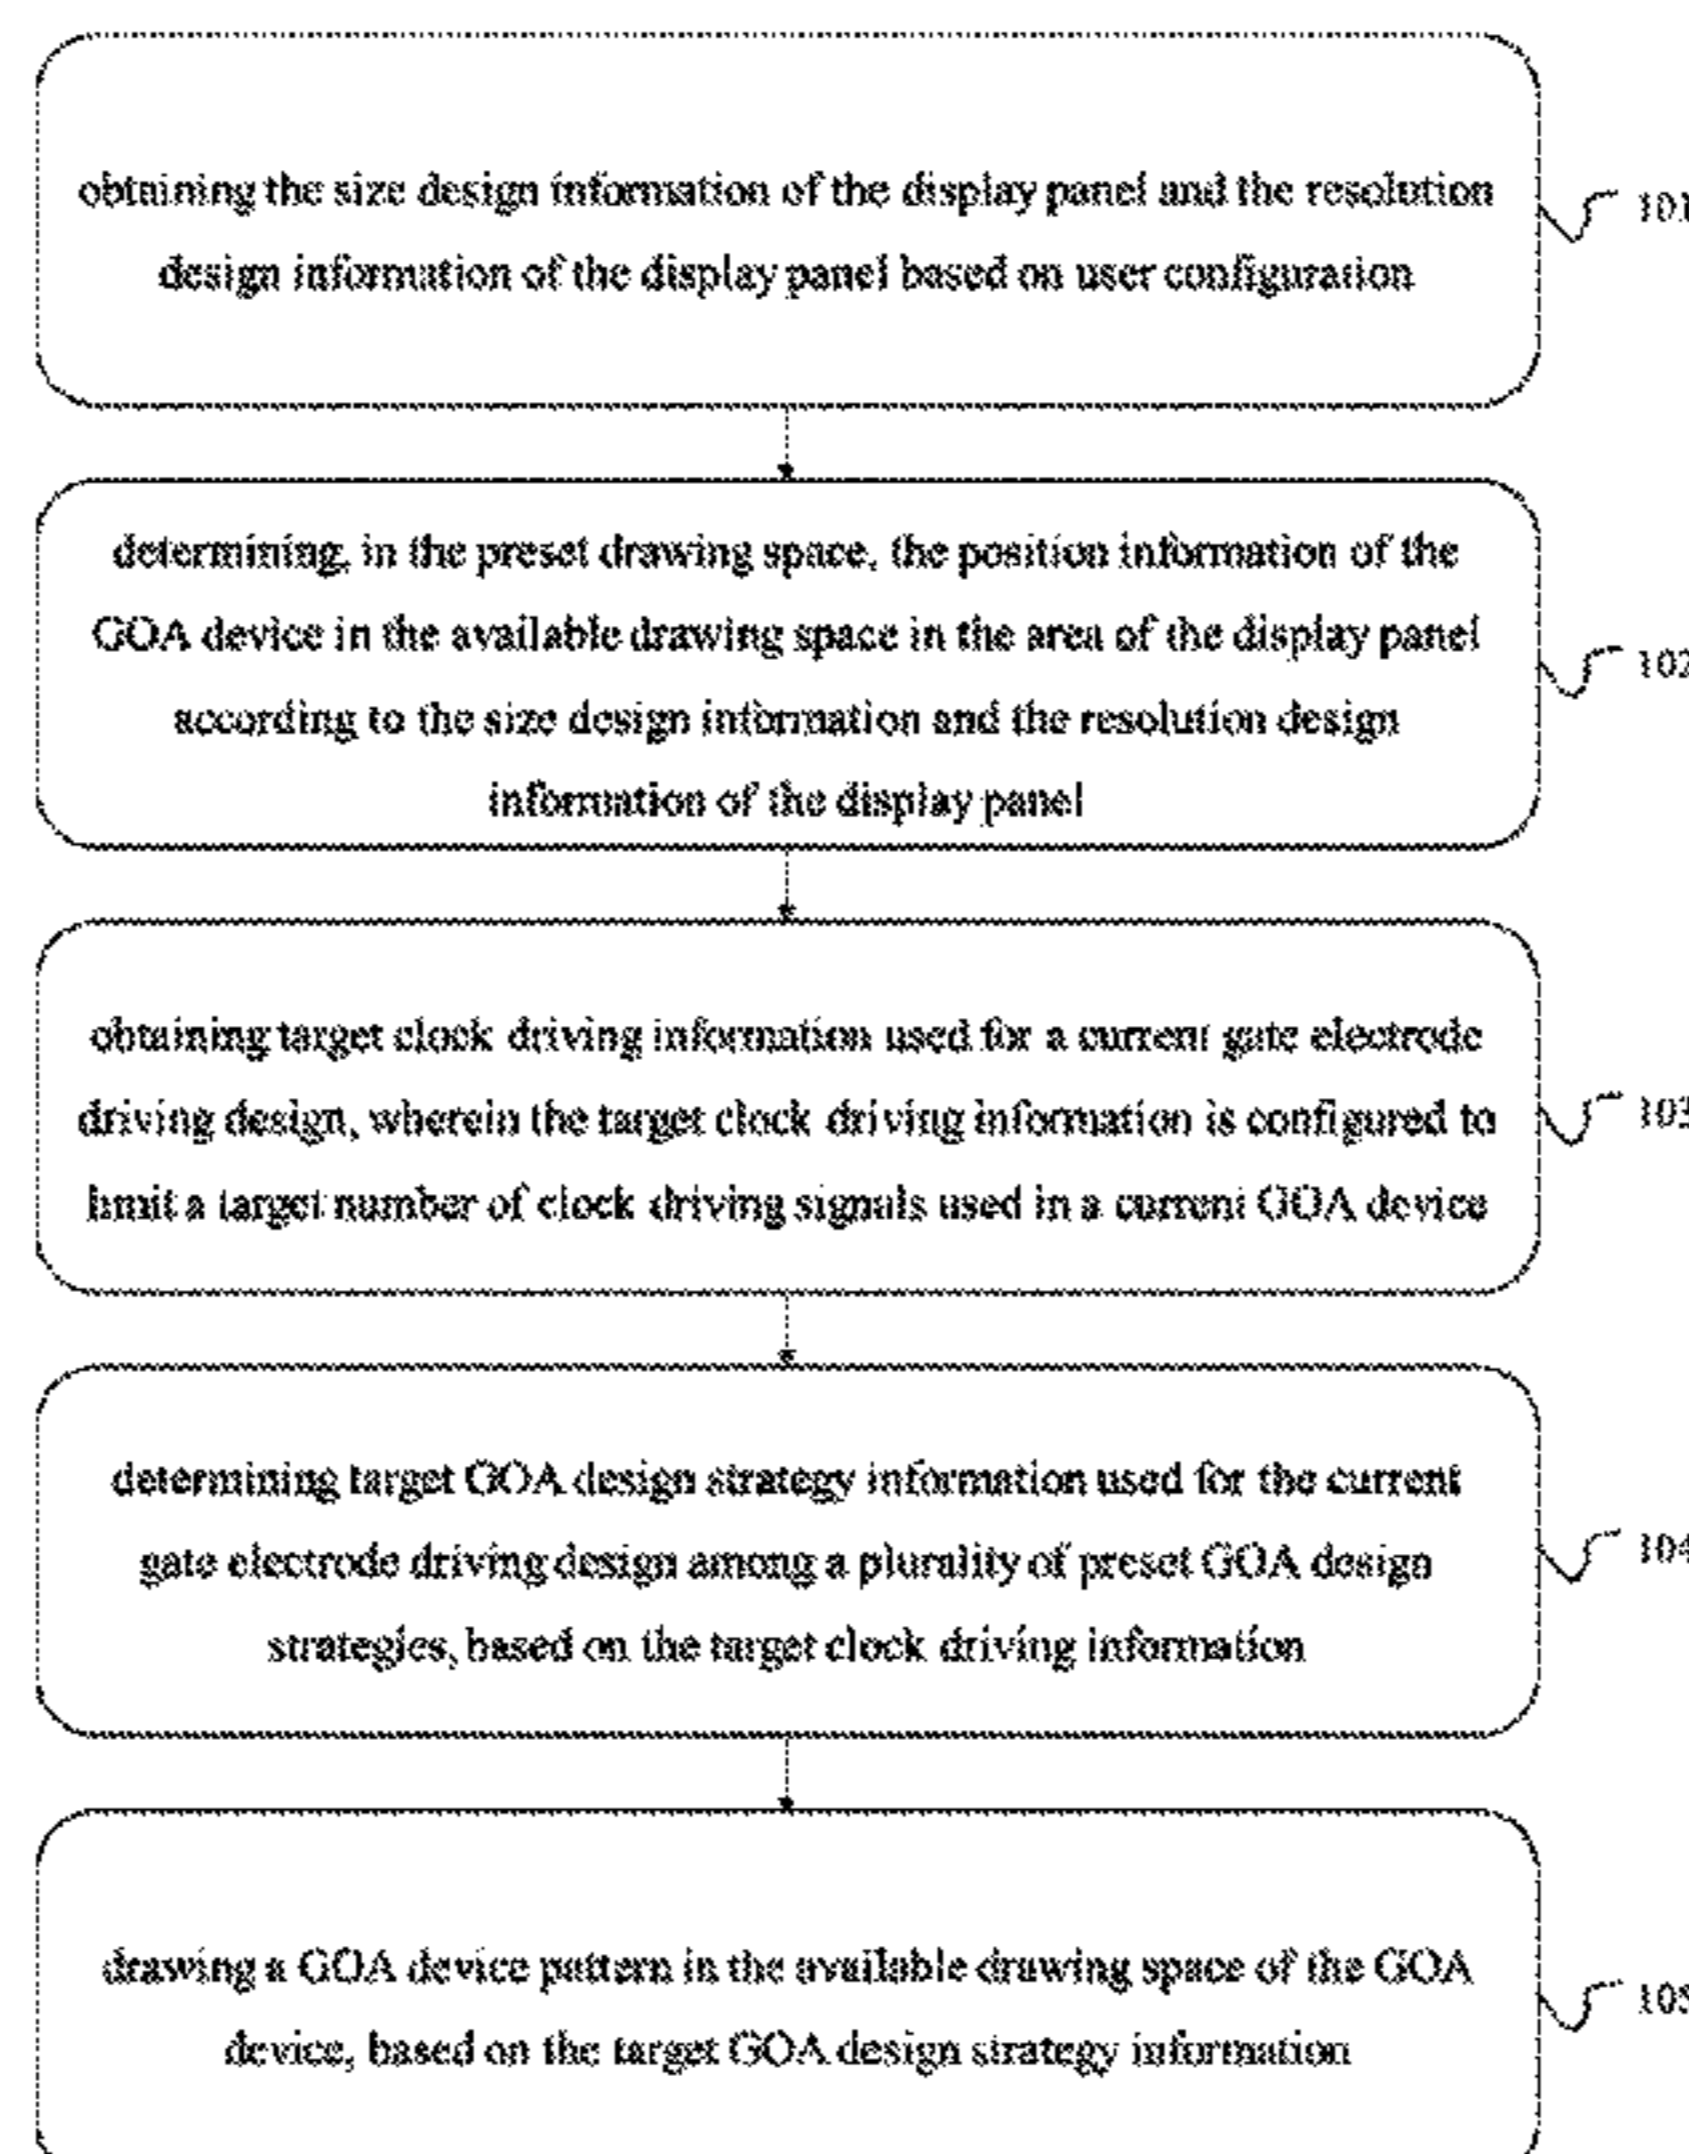 obtaining the size design information of the display panel and the resolution
design information of the display panel based on user configuration
101
determining, in the preset drawing space, the position information of the
GOA device in the available drawing space in the area of the display panel
according to the size design information and the resolution design
information of the display panel
102
obtaining target clock driving information used for a current gate electrode
driving design, wherein the target clock driving information is configured to
limit a target number of clock driving signals used in a current GOA device
103
determining target GOA design strategy information used for the current
gate electrode driving design among a plurality of preset GOA design
strategies, based on the target clock driving information
104
drawing a GOA device pattern in the available drawing space of the GOA
device, based on the target GOA design strategy information
105